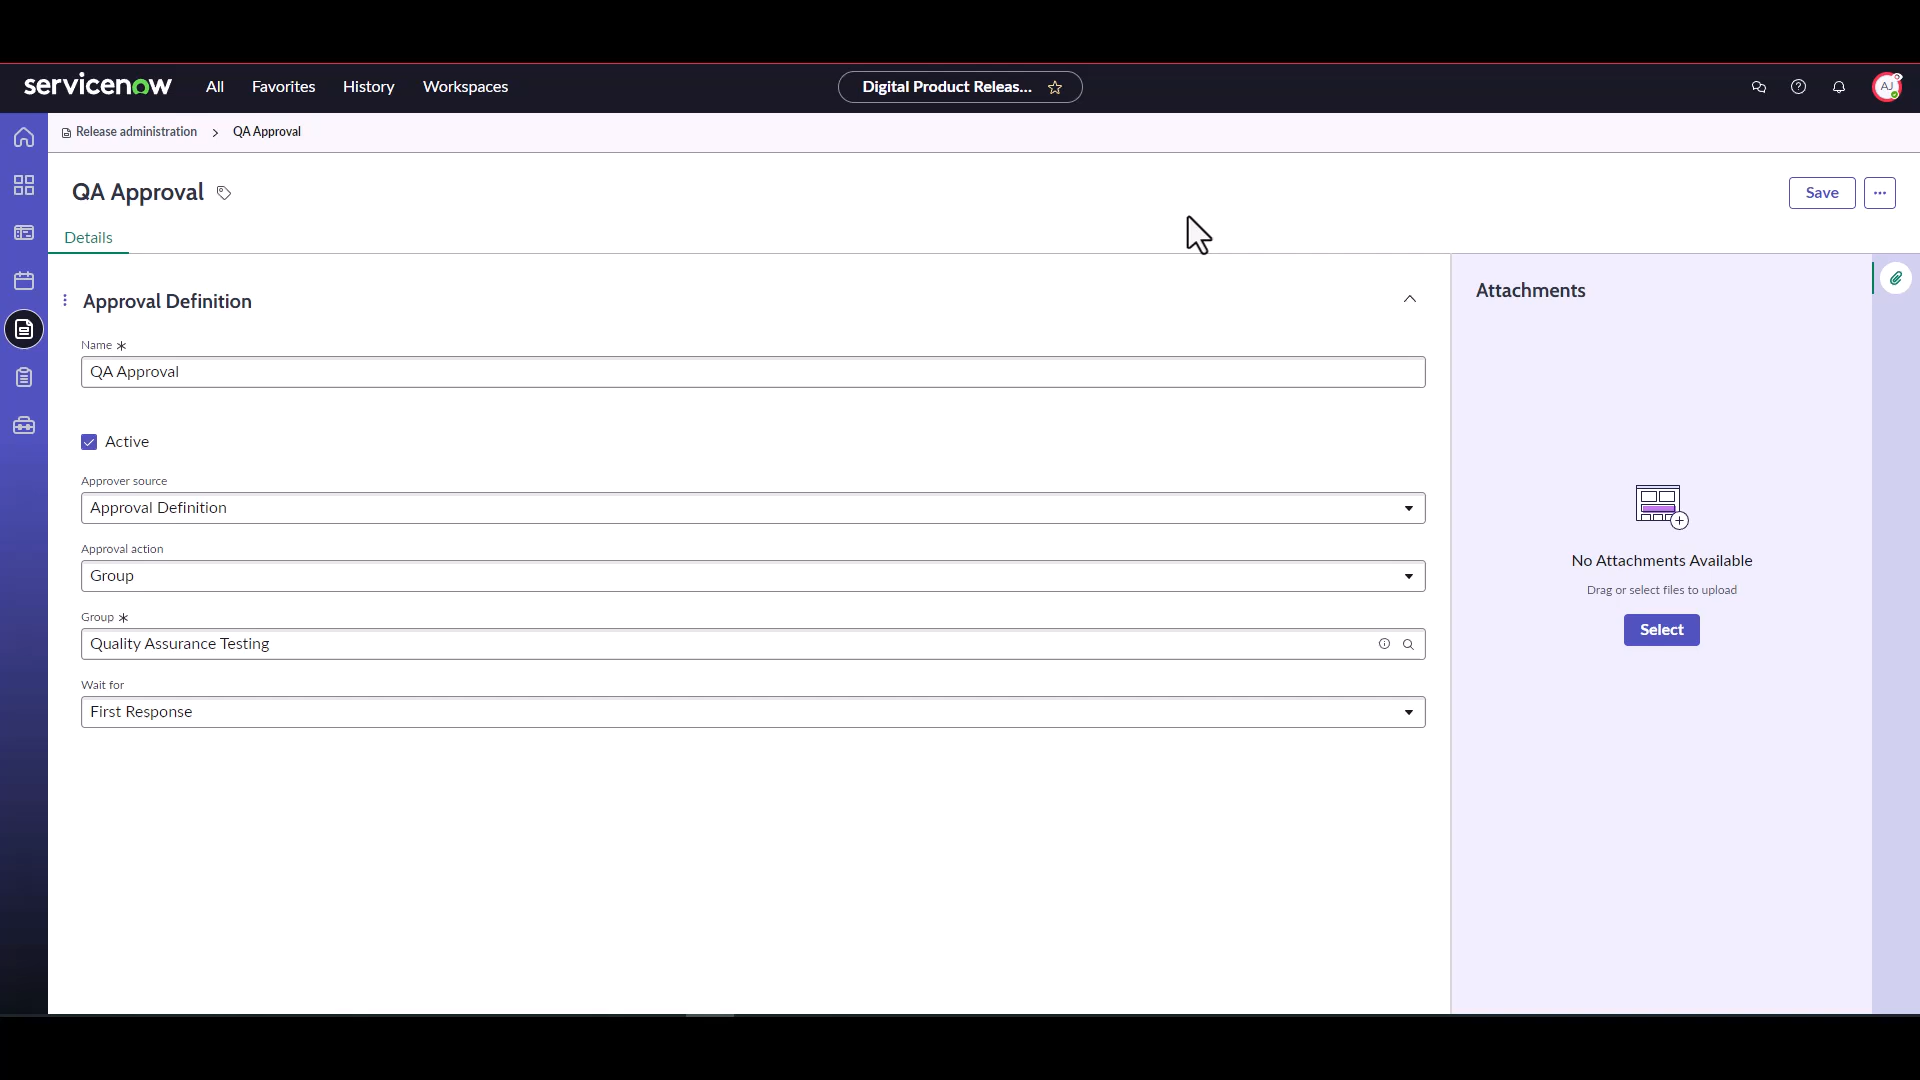 servicenow All Favorites History Workspaces Digital Product Releas... AJ
Release administration > QA Approval
QA Approval
Save
Details
Approval Definition
Name *
QA Approval
Active
Approver source
Approval Definition
Approval action
Group
Group *
Quality Assurance Testing
Wait for
First Response
Attachments
No Attachments Available
Drag or select files to upload
Select